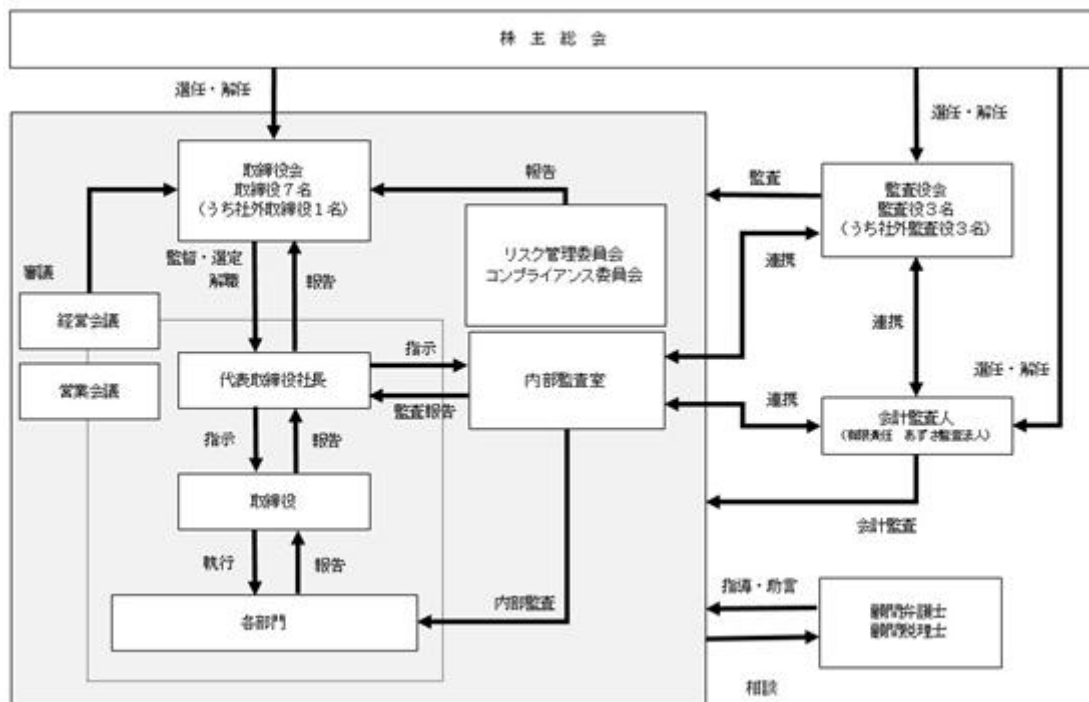 株 主 総 会
選任・解任
選任・解任
取締役会
取締役７名
（うち社外取締役１名）
報告
監査
監査役会
監査役３名
（うち社外監査役３名）
リスク管理委員会
コンプライアンス委員会
監督・選定
解職
報告
連携
審議
経営会議
連携
指示
代表取締役社長
内部監査室
営業会議
選任・解任
監査報告
連携
会計監査人
（有限責任　あずさ監査法人）
指示
報告
取締役
会計監査
執行
報告
指導・助言
内部監査
各部門
顧問弁護士
顧問税理士
相談